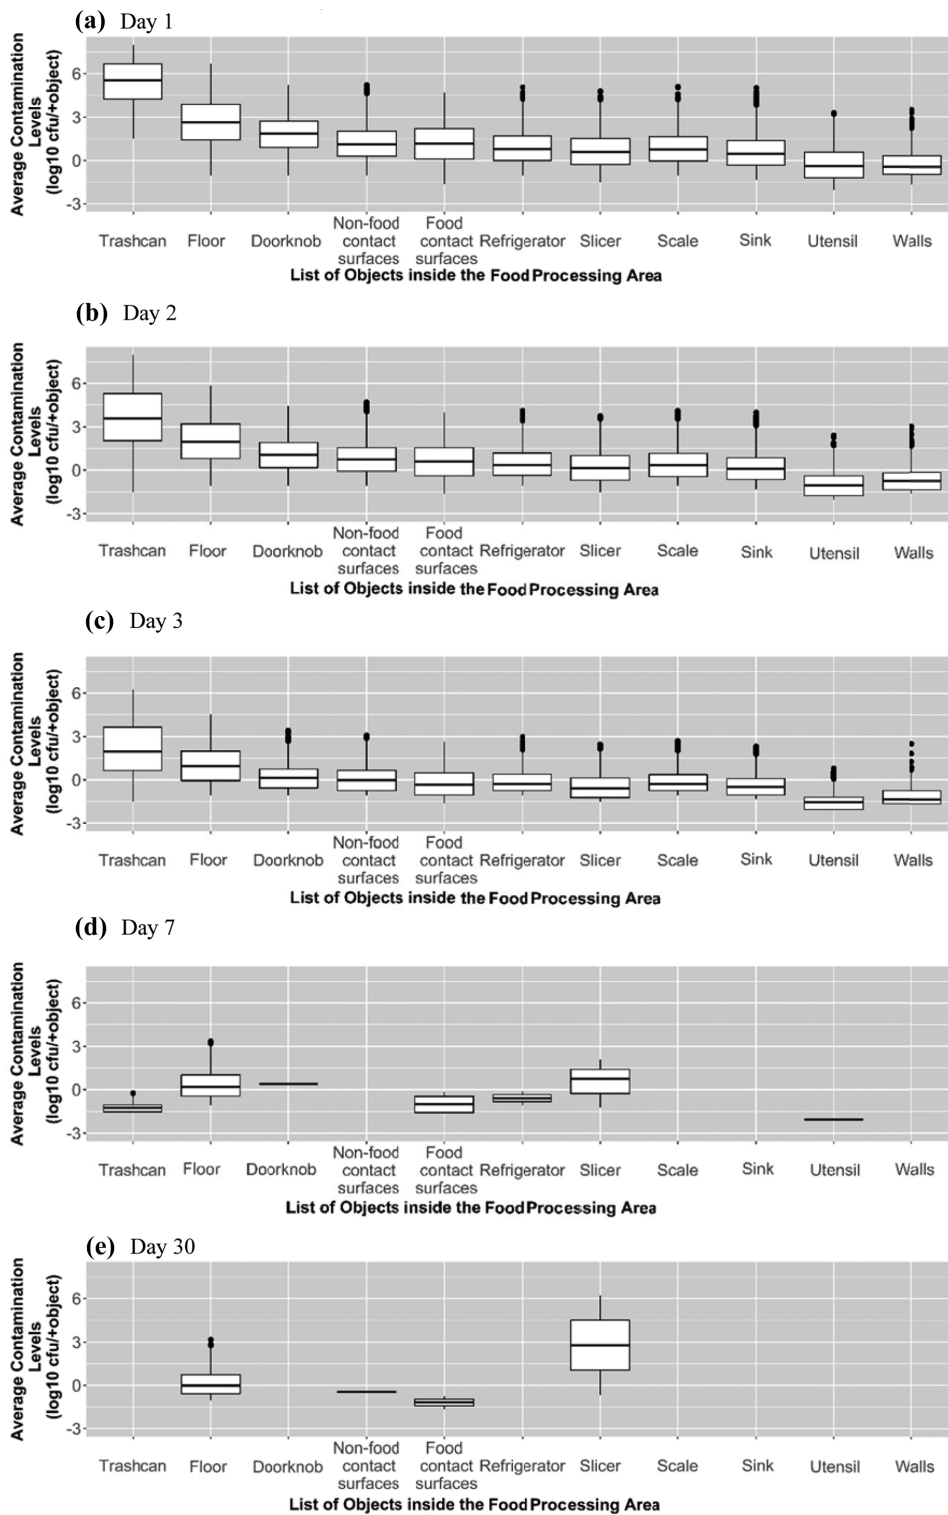 (a) Day 1
Average Contamination
Levels
(log10 cfu/+object)
6
3
0
-3
Trashcan Floor Doorknob Non-food contact surfaces Food contact surfaces Refrigerator Slicer Scale Sink Utensil Walls
List of Objects inside the Food Processing Area
(b) Day 2
Average Contamination
Levels
(log10 cfu/+object)
6
3
0
-3
Trashcan Floor Doorknob Non-food contact surfaces Food contact surfaces Refrigerator Slicer Scale Sink Utensil Walls
List of Objects inside the Food Processing Area
(c) Day 3
Average Contamination
Levels
(log10 cfu/+object)
6
3
0
-3
Trashcan Floor Doorknob Non-food contact surfaces Food contact surfaces Refrigerator Slicer Scale Sink Utensil Walls
List of Objects inside the Food Processing Area
(d) Day 7
Average Contamination
Levels
(log10 cfu/+object)
6
3
0
-3
Trashcan Floor Doorknob Non-food contact surfaces Food contact surfaces Refrigerator Slicer Scale Sink Utensil Walls
List of Objects inside the Food Processing Area
(e) Day 30
Average Contamination
Levels
(log10 cfu/+object)
6
3
0
-3
Trashcan Floor Doorknob Non-food contact surfaces Food contact surfaces Refrigerator Slicer Scale Sink Utensil Walls
List of Objects inside the Food Processing Area